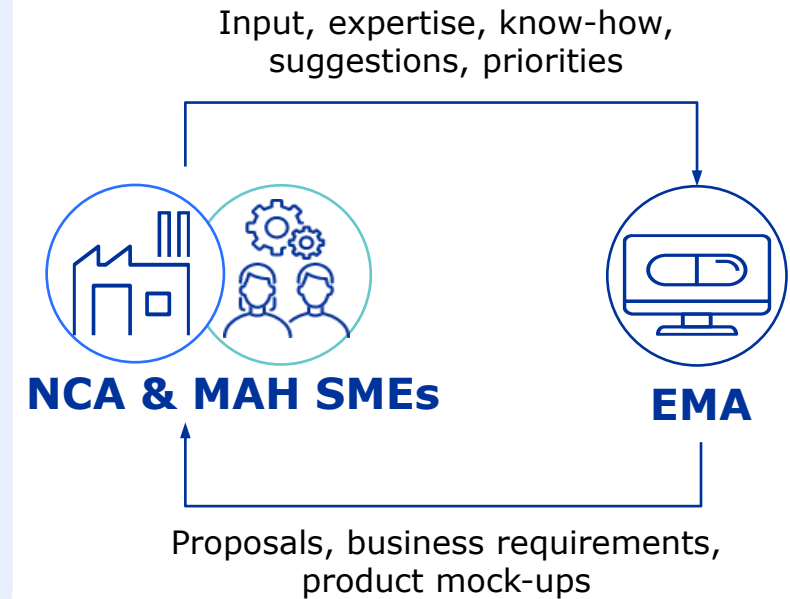 Input, expertise, know-how,
suggestions, priorities
NCA & MAH SMEs
EMA
Proposals, business requirements,
product mock-ups